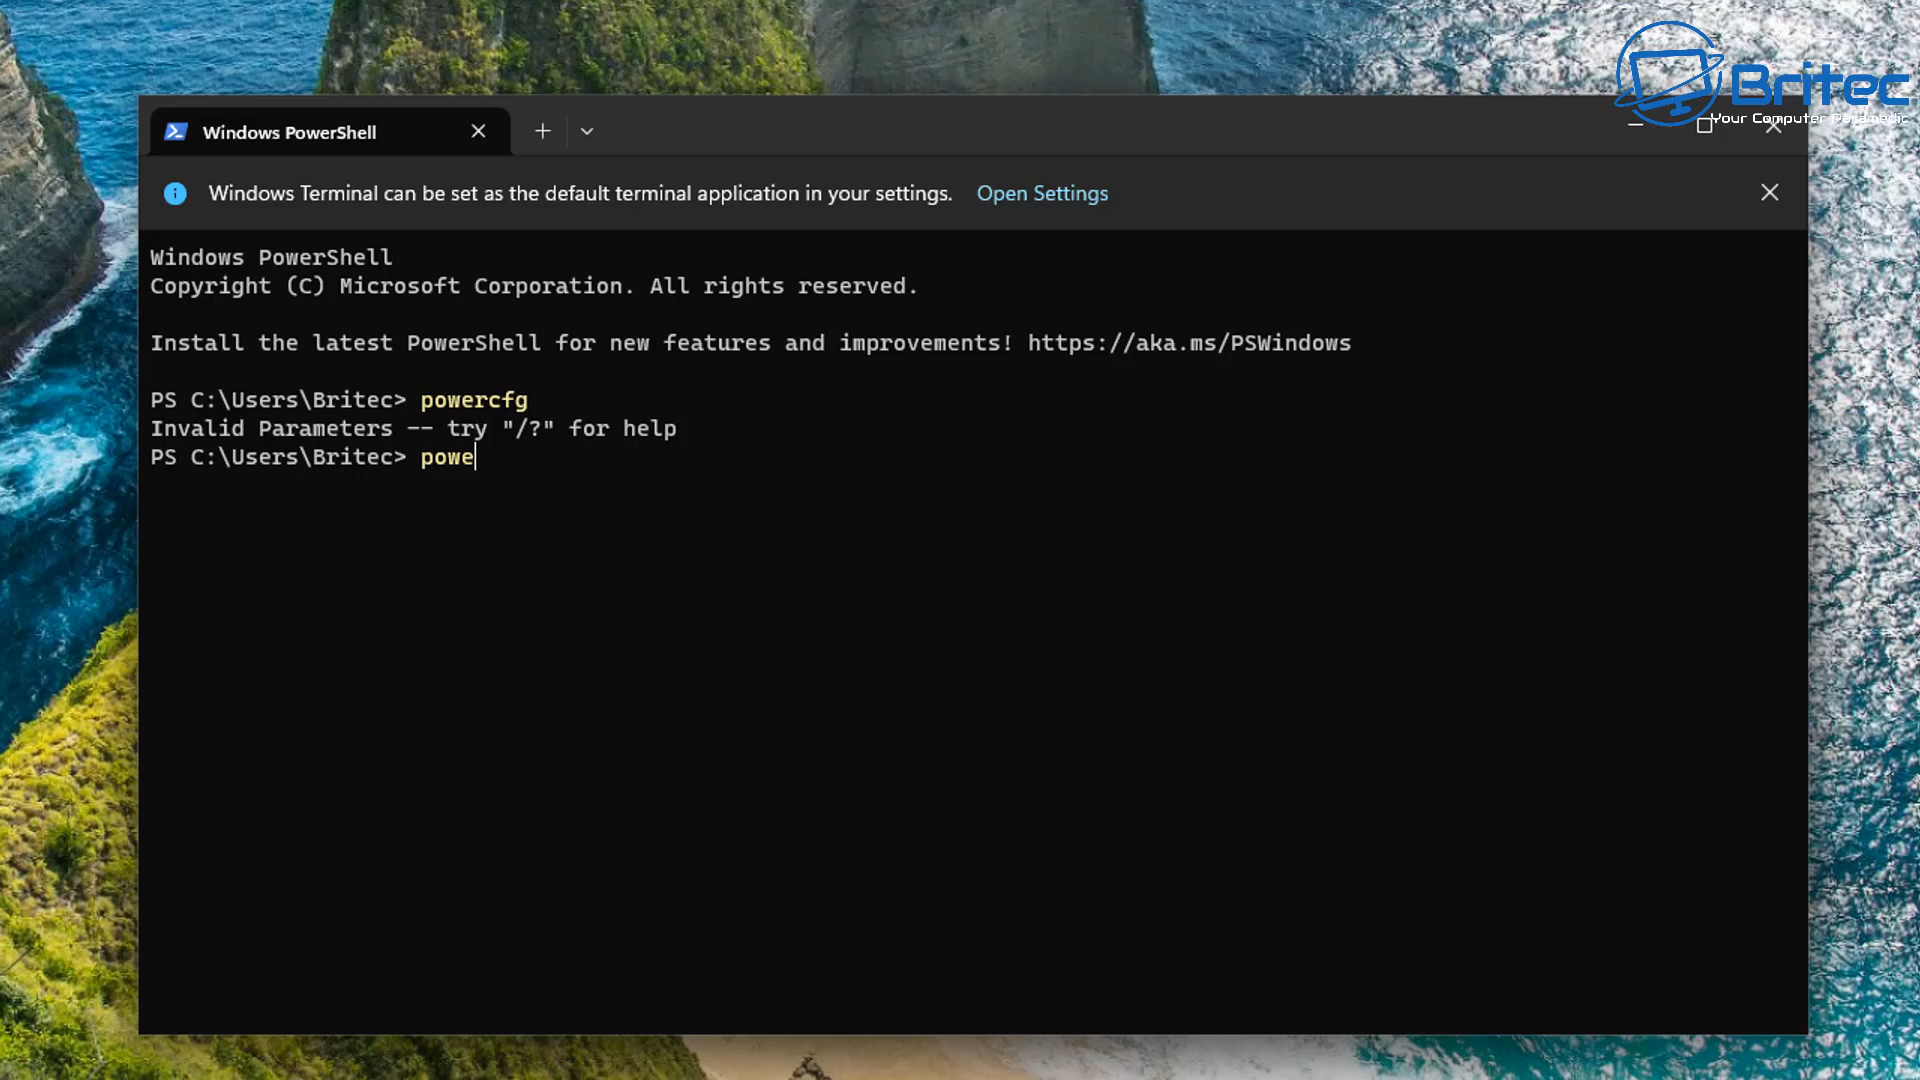 Britec
Your Computer Paramedic
Windows PowerShell
Windows Terminal can be set as the default terminal application in your settings. Open Settings
Windows PowerShell
Copyright (C) Microsoft Corporation. All rights reserved.
Install the latest PowerShell for new features and improvements! https://aka.ms/PSWindows
PS C:\Users\Britec> powercfg
Invalid Parameters -- try "/?" for help
PS C:\Users\Britec> powe